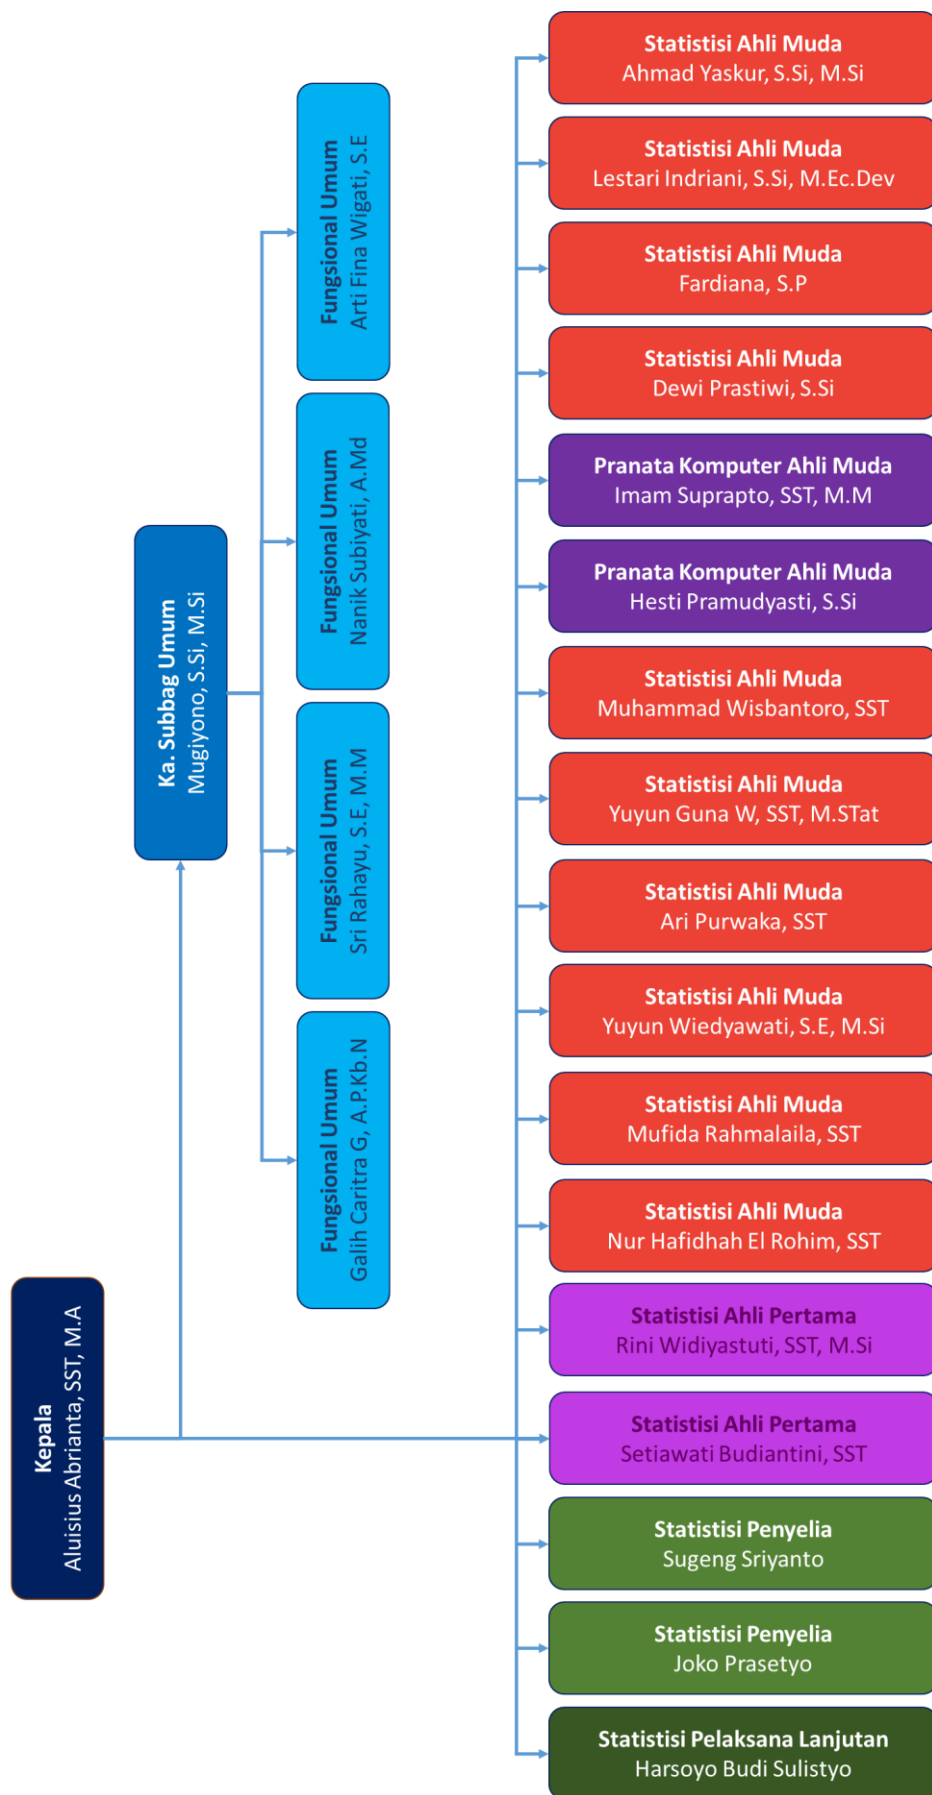 Kepala
Aluisius Abrianta, SST, M.A
Ka. Subbag Umum
Mugiyono, S.Si, M.Si
Fungsional Umum
Arti Fina Wigati, S.E
Fungsional Umum
Nanik Subiyati, A.Md
Fungsional Umum
Sri Rahayu, S.E, M.M
Fungsional Umum
Galih Caritra G, A.P.Kb.N
Statistisi Ahli Muda
Ahmad Yaskur, S.Si, M.Si
Statistisi Ahli Muda
Lestari Indriani, S.Si, M.Ec.Dev
Statistisi Ahli Muda
Fardiana, S.P
Statistisi Ahli Muda
Dewi Prastiwi, S.Si
Pranata Komputer Ahli Muda
Imam Suprapto, SST, M.M
Pranata Komputer Ahli Muda
Hesti Pramudyasti, S.Si
Statistisi Ahli Muda
Muhammad Wisbantoro, SST
Statistisi Ahli Muda
Yuyun Guna W, SST, M.STat
Statistisi Ahli Muda
Ari Purwaka, SST
Statistisi Ahli Muda
Yuyun Wiedyawati, S.E, M.Si
Statistisi Ahli Muda
Mufida Rahmalaila, SST
Statistisi Ahli Muda
Nur Hafidhah El Rohim, SST
Statistisi Ahli Pertama
Rini Widiyastuti, SST, M.Si
Statistisi Ahli Pertama
Setiawati Budiantini, SST
Statistisi Penyelia
Sugeng Sriyanto
Statistisi Penyelia
Joko Prasetyo
Statistisi Pelaksana Lanjutan
Harsoyo Budi Sulistyo